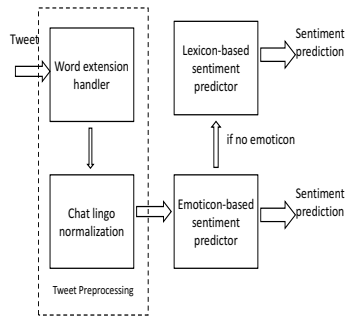 Tweet
Word extension
handler
Chat lingo
normalization
Tweet Preprocessing
Lexicon-based
sentiment
predictor
Sentiment
prediction
if no emoticon
Emoticon-based
sentiment
predictor
Sentiment
prediction